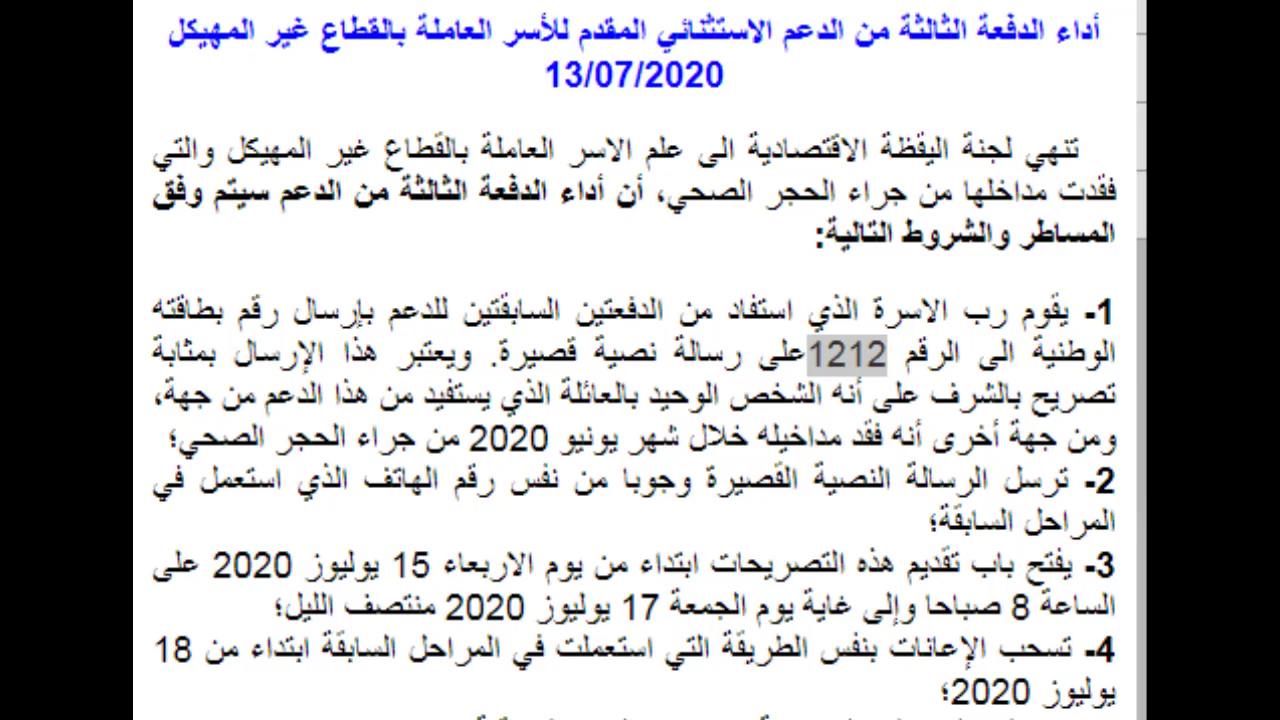 أداء الدفعة الثالثة من الدعم الاستثنائي المقدم للأسر العاملة بالقطاع غير المهيكل
13/07/2020
تنهي لجنة اليقظة الاقتصادية الى علم الاسر العاملة بالقطاع غير المهيكل والتي
فقدت مداخلها من جراء الحجر الصحي، أن أداء الدفعة الثالثة من الدعم سيتم وفق
المساطر والشروط التالية:
1- يقوم رب الاسرة الذي استفاد من الدفعتين السابقتين للدعم بإرسال رقم بطاقته
الوطنية الى الرقم 1212على رسالة نصية قصيرة. ويعتبر هذا الإرسال بمثابة
تصريح بالشرف على أنه الشخص الوحيد بالعائلة الذي يستفيد من هذا الدعم من جهة،
ومن جهة أخرى أنه فقد مداخيله خلال شهر يونيو 2020 من جراء الحجر الصحي؛
2- ترسل الرسالة النصية القصيرة وجوبا من نفس رقم الهاتف الذي استعمل في
المراحل السابقة؛
3- يفتح باب تقديم هذه التصريحات ابتداء من يوم الاربعاء 15 يوليوز 2020 على
الساعة 8 صباحا وإلى غاية يوم الجمعة 17 يوليوز 2020 منتصف الليل؛
4- تسحب الإعانات بنفس الطريقة التي استعملت في المراحل السابقة ابتداء من 18
يوليوز 2020؛